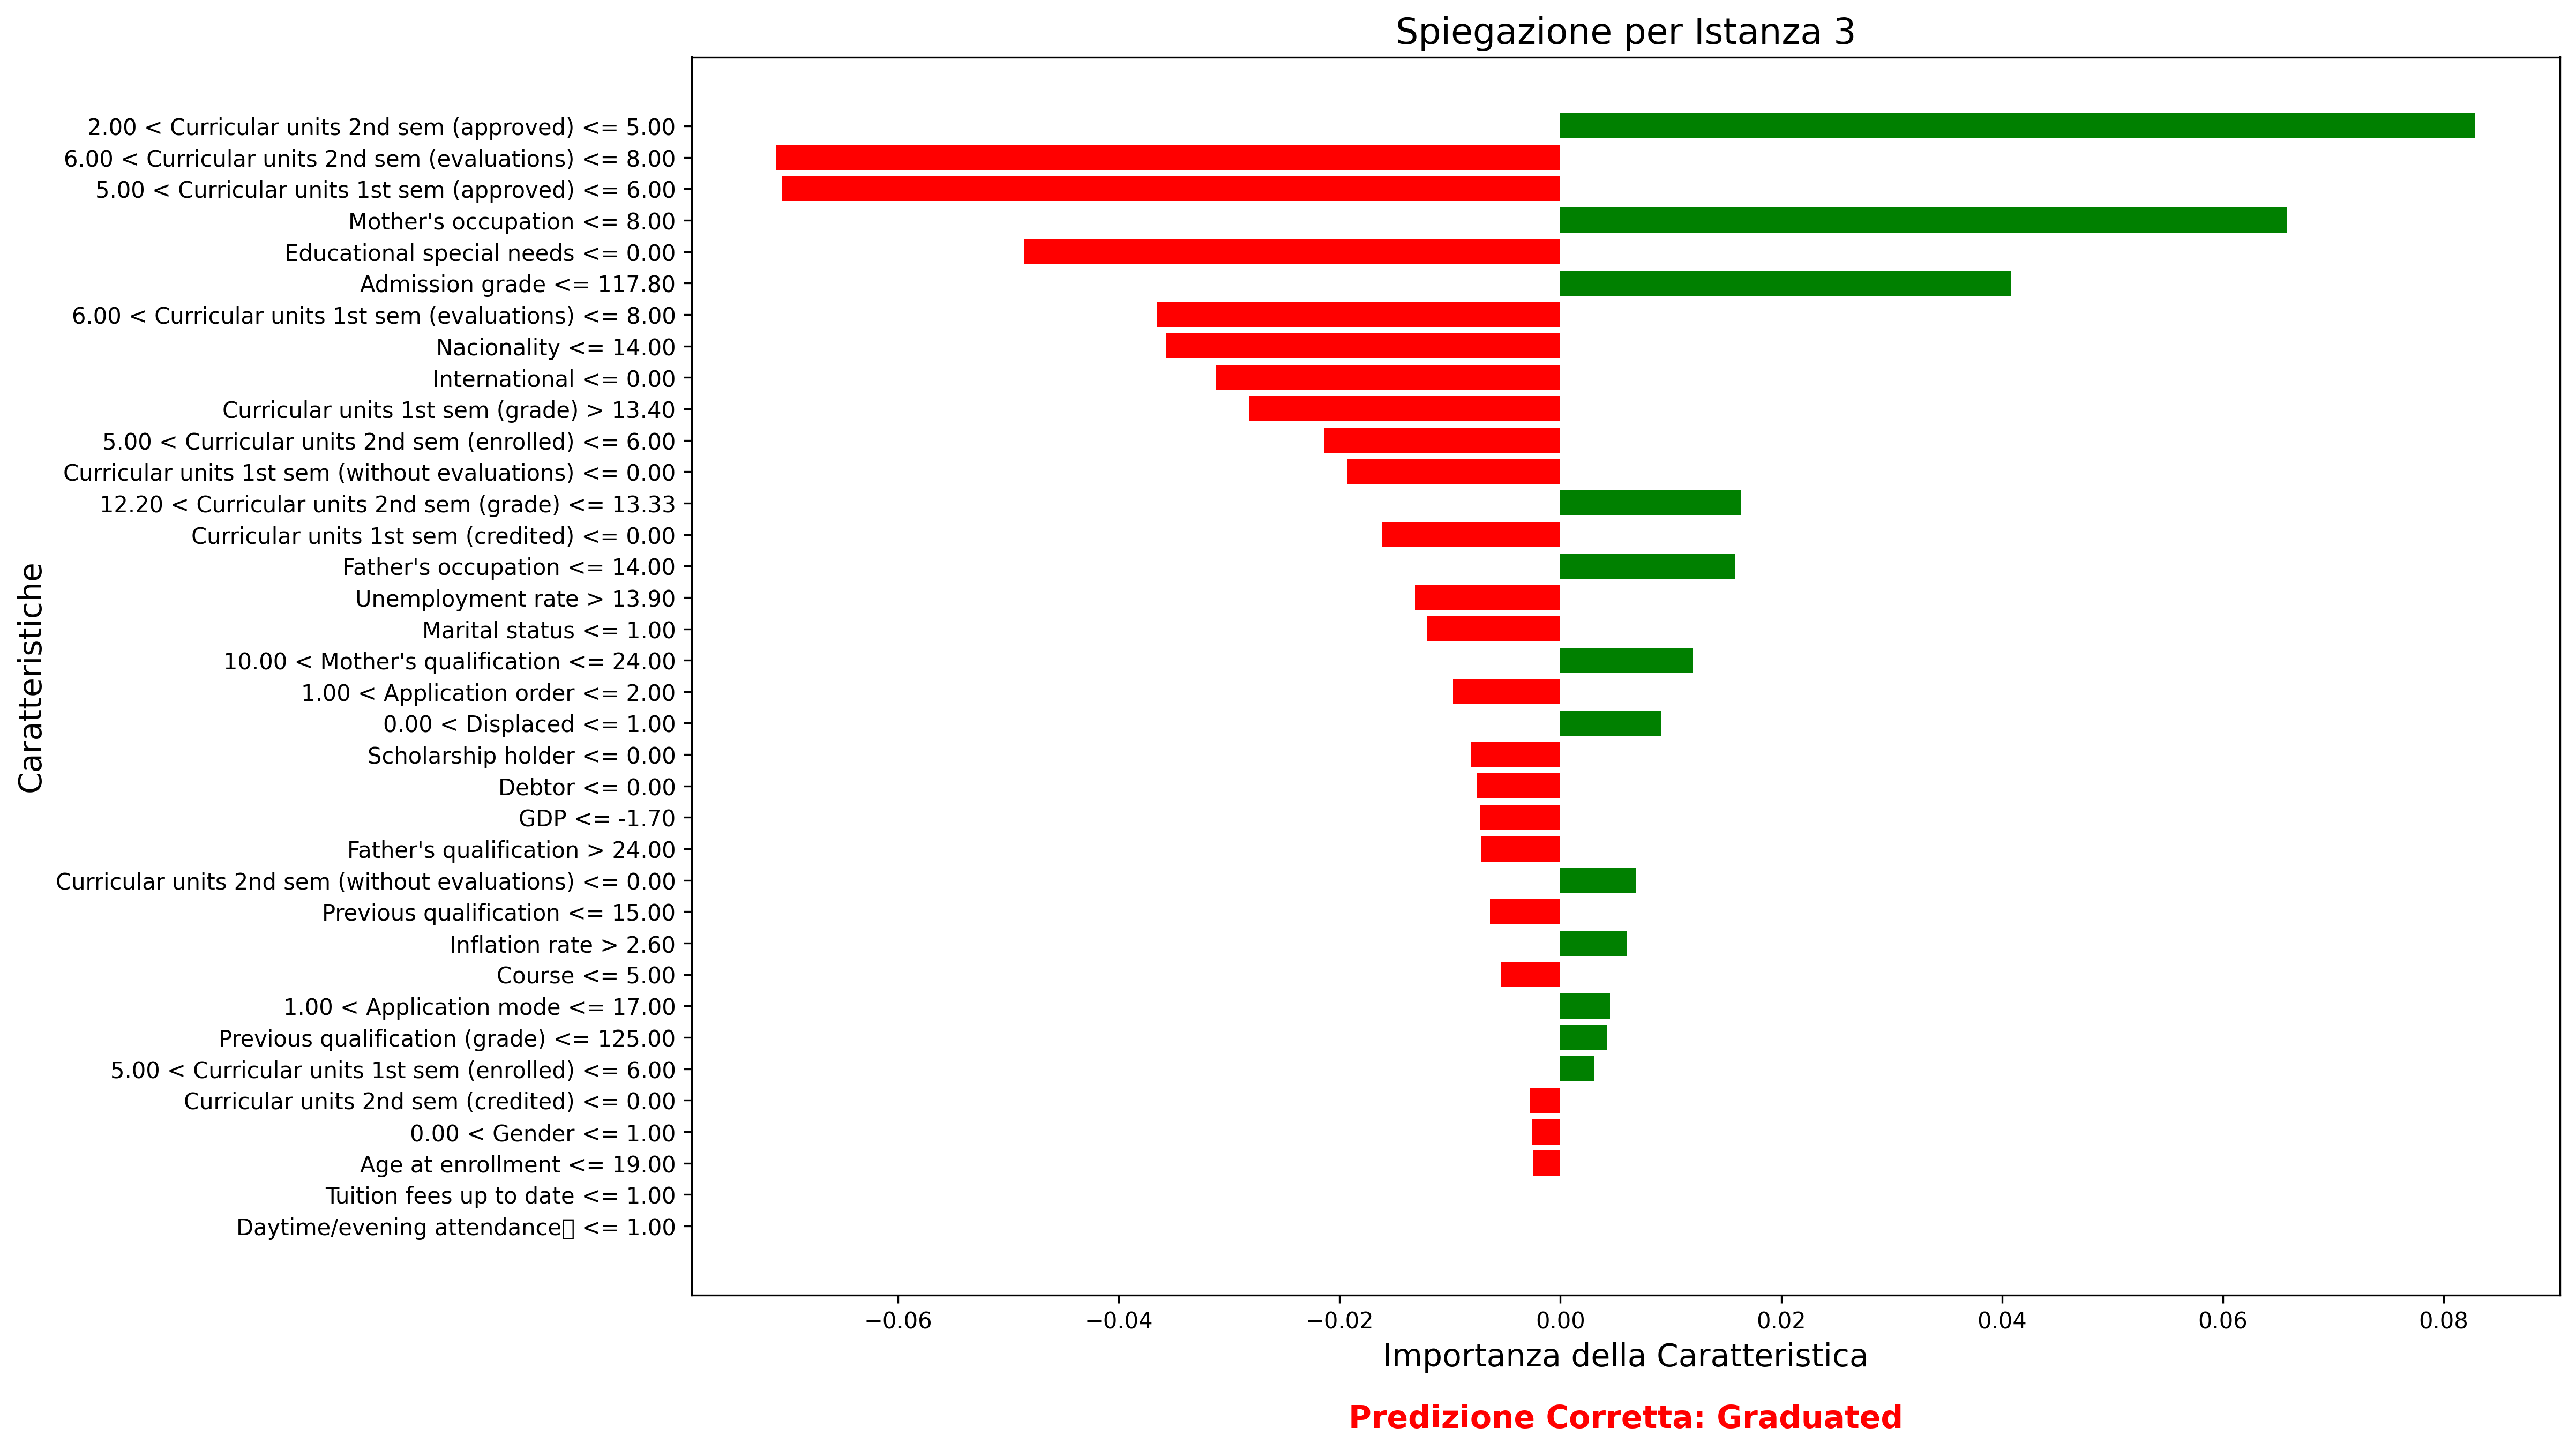 Spiegazione per Istanza 3
2.00 < Curricular units 2nd sem (approved) <= 5.00
6.00 < Curricular units 2nd sem (evaluations) <= 8.00
5.00 < Curricular units 1st sem (approved) <= 6.00
Mother's occupation <= 8.00
Educational special needs <= 0.00
Admission grade <= 117.80
6.00 < Curricular units 1st sem (evaluations) <= 8.00
Nacionality <= 14.00
International <= 0.00
Curricular units 1st sem (grade) > 13.40
5.00 < Curricular units 2nd sem (enrolled) <= 6.00
Curricular units 1st sem (without evaluations) <= 0.00
12.20 < Curricular units 2nd sem (grade) <= 13.33
Curricular units 1st sem (credited) <= 0.00
Father's occupation <= 14.00
Unemployment rate > 13.90
Marital status <= 1.00
10.00 < Mother's qualification <= 24.00
1.00 < Application order <= 2.00
0.00 < Displaced <= 1.00
Scholarship holder <= 0.00
Debtor <= 0.00
GDP <= -1.70
Father's qualification > 24.00
Curricular units 2nd sem (without evaluations) <= 0.00
Previous qualification <= 15.00
Inflation rate > 2.60
Course <= 5.00
1.00 < Application mode <= 17.00
Previous qualification (grade) <= 125.00
5.00 < Curricular units 1st sem (enrolled) <= 6.00
Curricular units 2nd sem (credited) <= 0.00
0.00 < Gender <= 1.00
Age at enrollment <= 19.00
Tuition fees up to date <= 1.00
Daytime/evening attendance▯ <= 1.00
Caratteristiche
−0.06 −0.04 −0.02 0.00 0.02 0.04 0.06 0.08
Importanza della Caratteristica
Predizione Corretta: Graduated